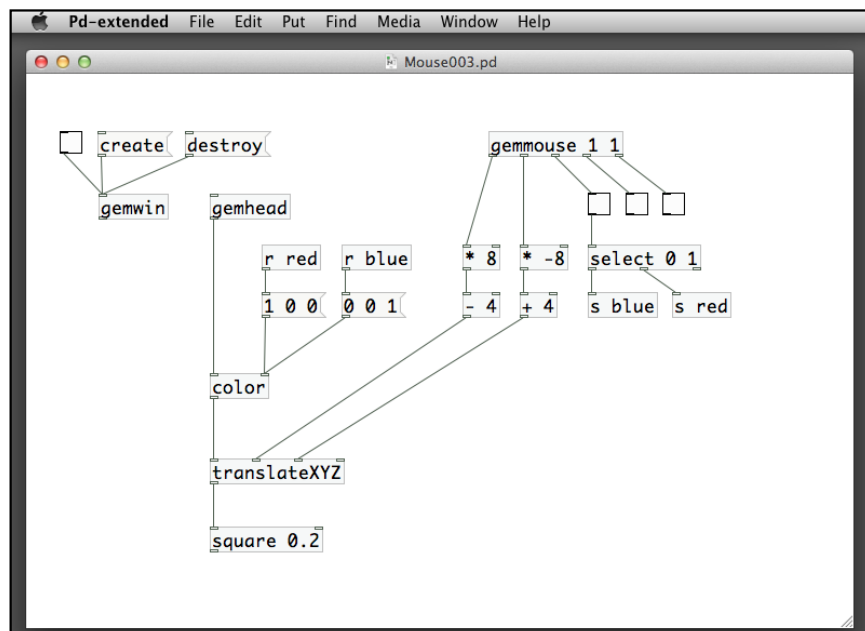 Pd-extended File Edit Put Find Media Window Help
Mouse003.pd
create destroy gemmouse 1 1
gemwin gemhead
r red r blue * 8 * -8 select 0 1
1 0 0 0 0 1 - 4 + 4 s blue s red
color
translateXYZ
square 0.2